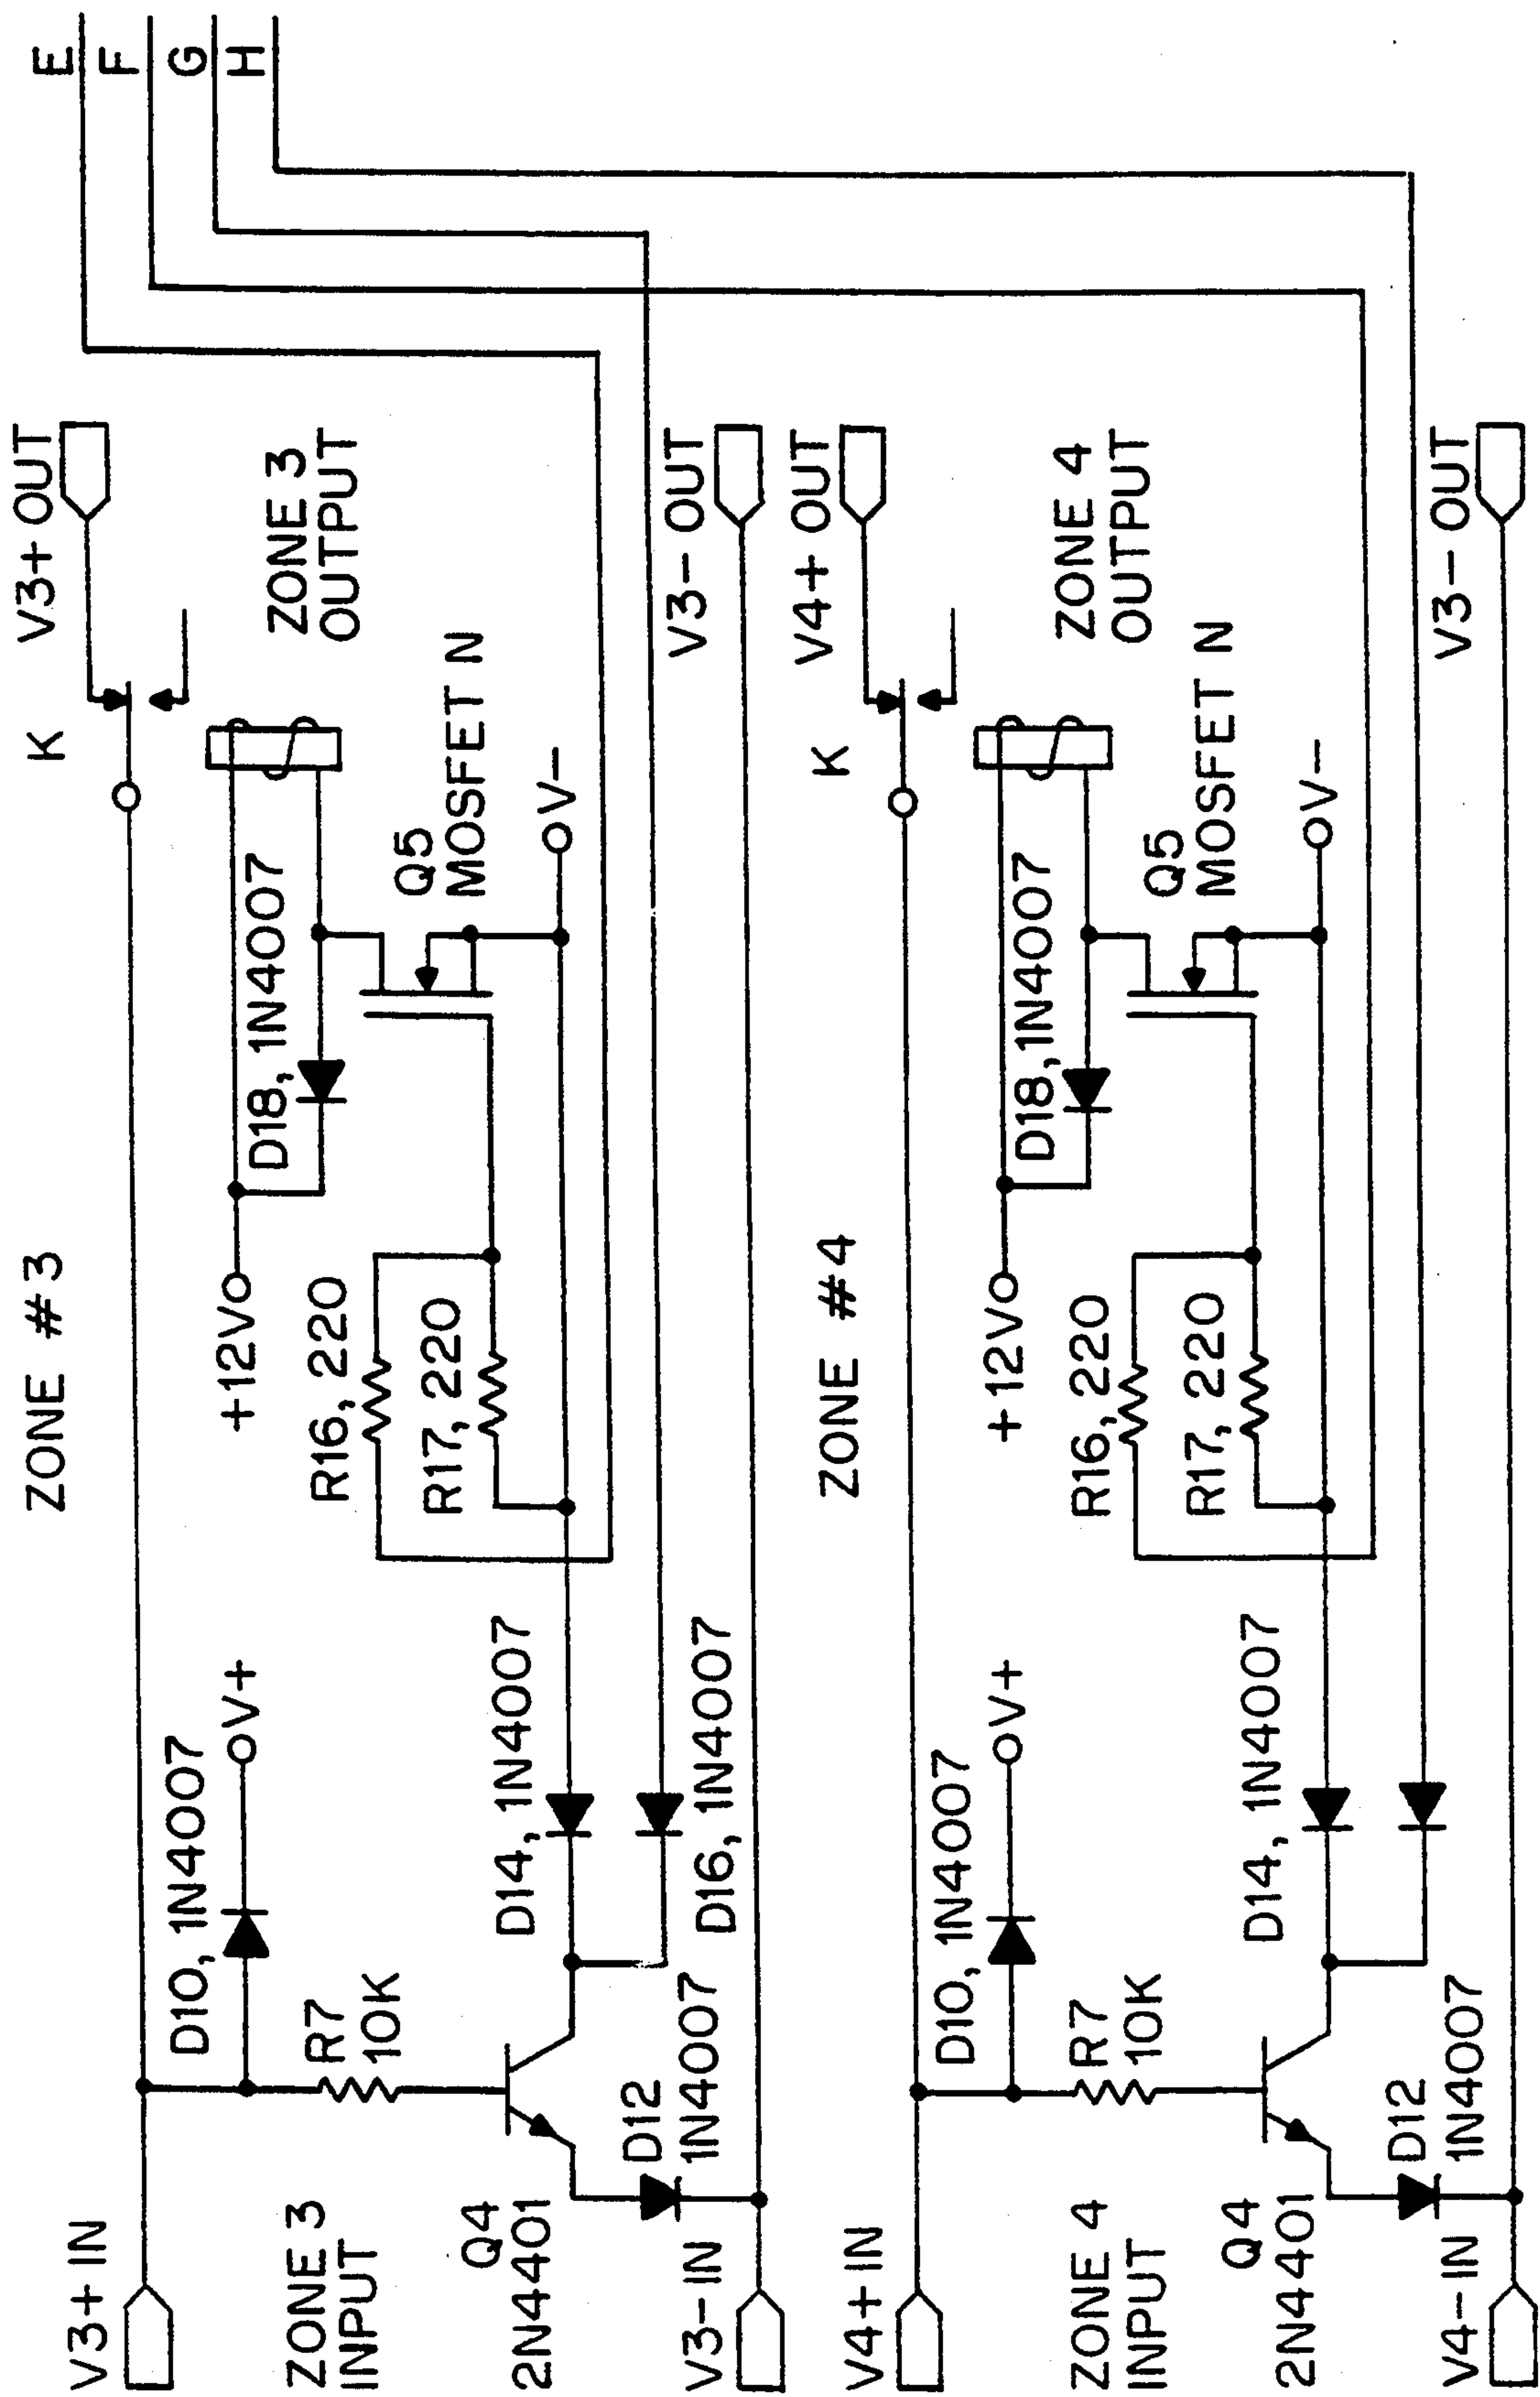 E
F
G
H
ZONE #3
V3+ IN
K
V3+ OUT
D10, 1N4007
V+
+12V
D18, 1N4007
ZONE 3
INPUT
R7
10K
R16, 220
ZONE 3
OUTPUT
R17, 220
Q5
MOSFET N
Q4
2N4401
D14, 1N4007
V-
D12
1N4007
D16, 1N4007
V3- IN
V3- OUT
ZONE #4
V4+ IN
K
V4+ OUT
D10, 1N4007
V+
+12V
D18, 1N4007
ZONE 4
INPUT
R7
10K
R16, 220
ZONE 4
OUTPUT
R17, 220
Q5
MOSFET N
Q4
2N4401
D14, 1N4007
V-
D12
1N4007
V4- IN
V3- OUT